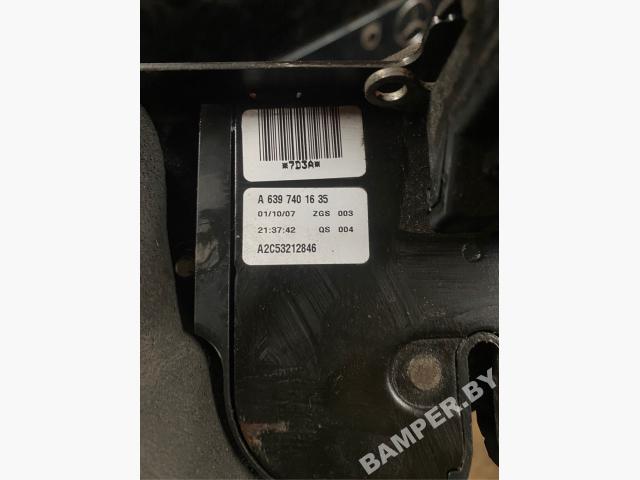 *7D3A*
A 639 740 16 35
01/10/07 ZGS 003
21:37:42 QS 004
A2C53212846
BAMPER.BY